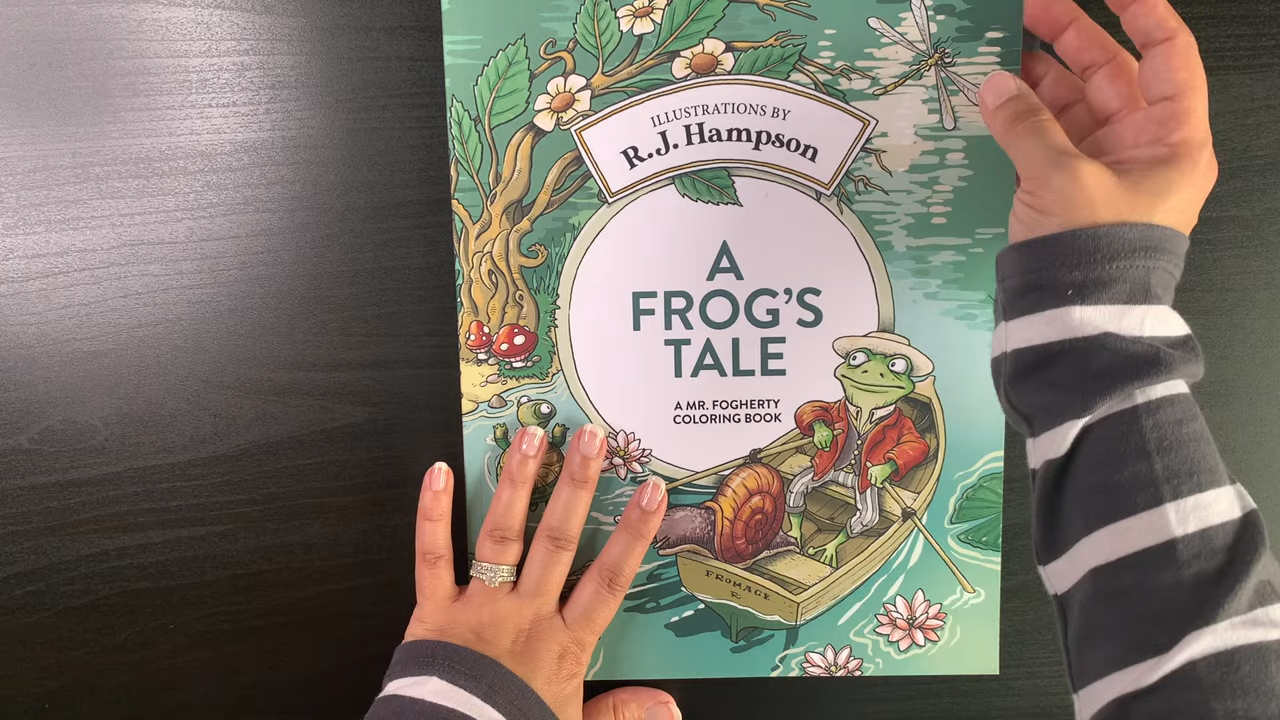 ILLUSTRATIONS BY
R.J. Hampson
A
FROG'S
TALE
A MR. FOGHERTY
COLORING BOOK
FROMAGE
R